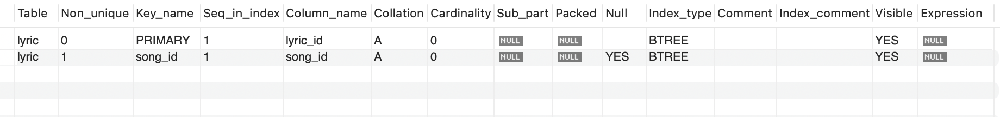 Table Non_unique Key_name Seq_in_index Column_name Collation Cardinality Sub_part Packed Null Index_type Comment Index_comment Visible Expression
lyric 0 PRIMARY 1 lyric_id A 0 NULL NULL BTREE YES NULL
lyric 1 song_id 1 song_id A 0 NULL NULL YES BTREE YES NULL